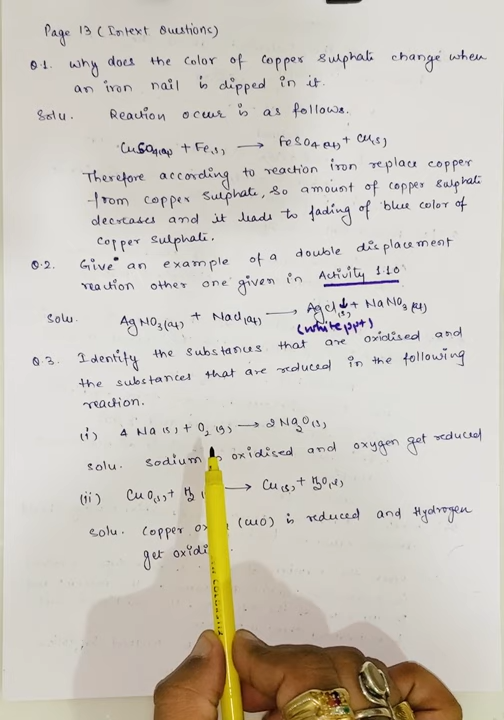 Page 13 (Intext Questions)
Q.1. Why does the color of copper sulphate change when
an iron nail is dipped in it.
Solu. Reaction occur is as follows.
CuSO4(aq) + Fe(s) → FeSO4(aq) + Cu(s)
Therefore according to reaction iron replace copper
from copper sulphate, so amount of copper sulphate
decreases and it leads to fading of blue color of
copper sulphate.
Q.2. Give an example of a double displacement
reaction other one given in Activity 1.10
Solu. AgNO3(aq) + NaCl(aq) → AgCl↓(s) + NaNO3(aq)
(white ppt)
Q.3. Identify the substances that are oxidised and
the substances that are reduced in the following
reaction.
(i) 4 Na(s) + O2(g) → 2 Na2O(s)
Solu. Sodium is oxidised and oxygen get reduced
(ii) CuO(s) + H2 → Cu(s) + H2O(l)
Solu. Copper (CuO) is reduced and Hydrogen
get